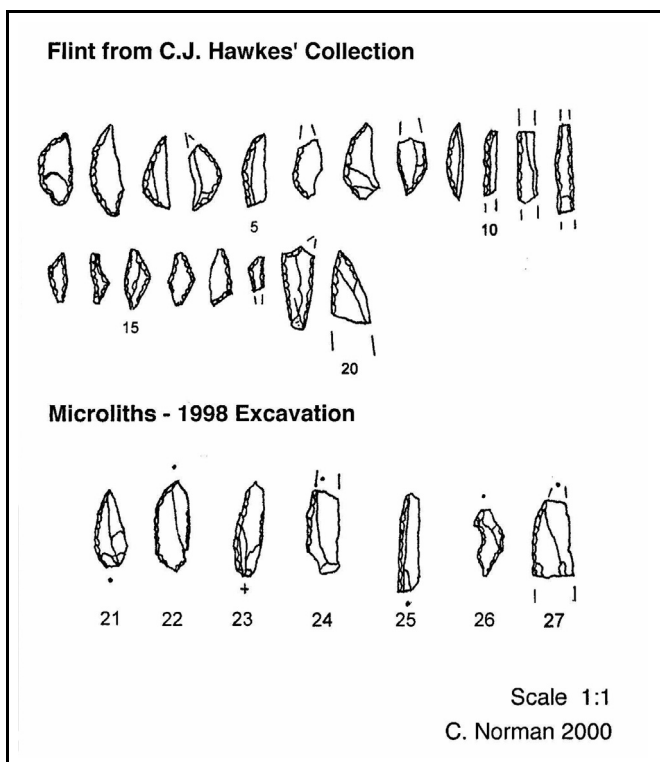 Flint from C.J. Hawkes' Collection
5
10
15
20
Microliths - 1998 Excavation
21 22 23 24 25 26 27
Scale 1:1
C. Norman 2000